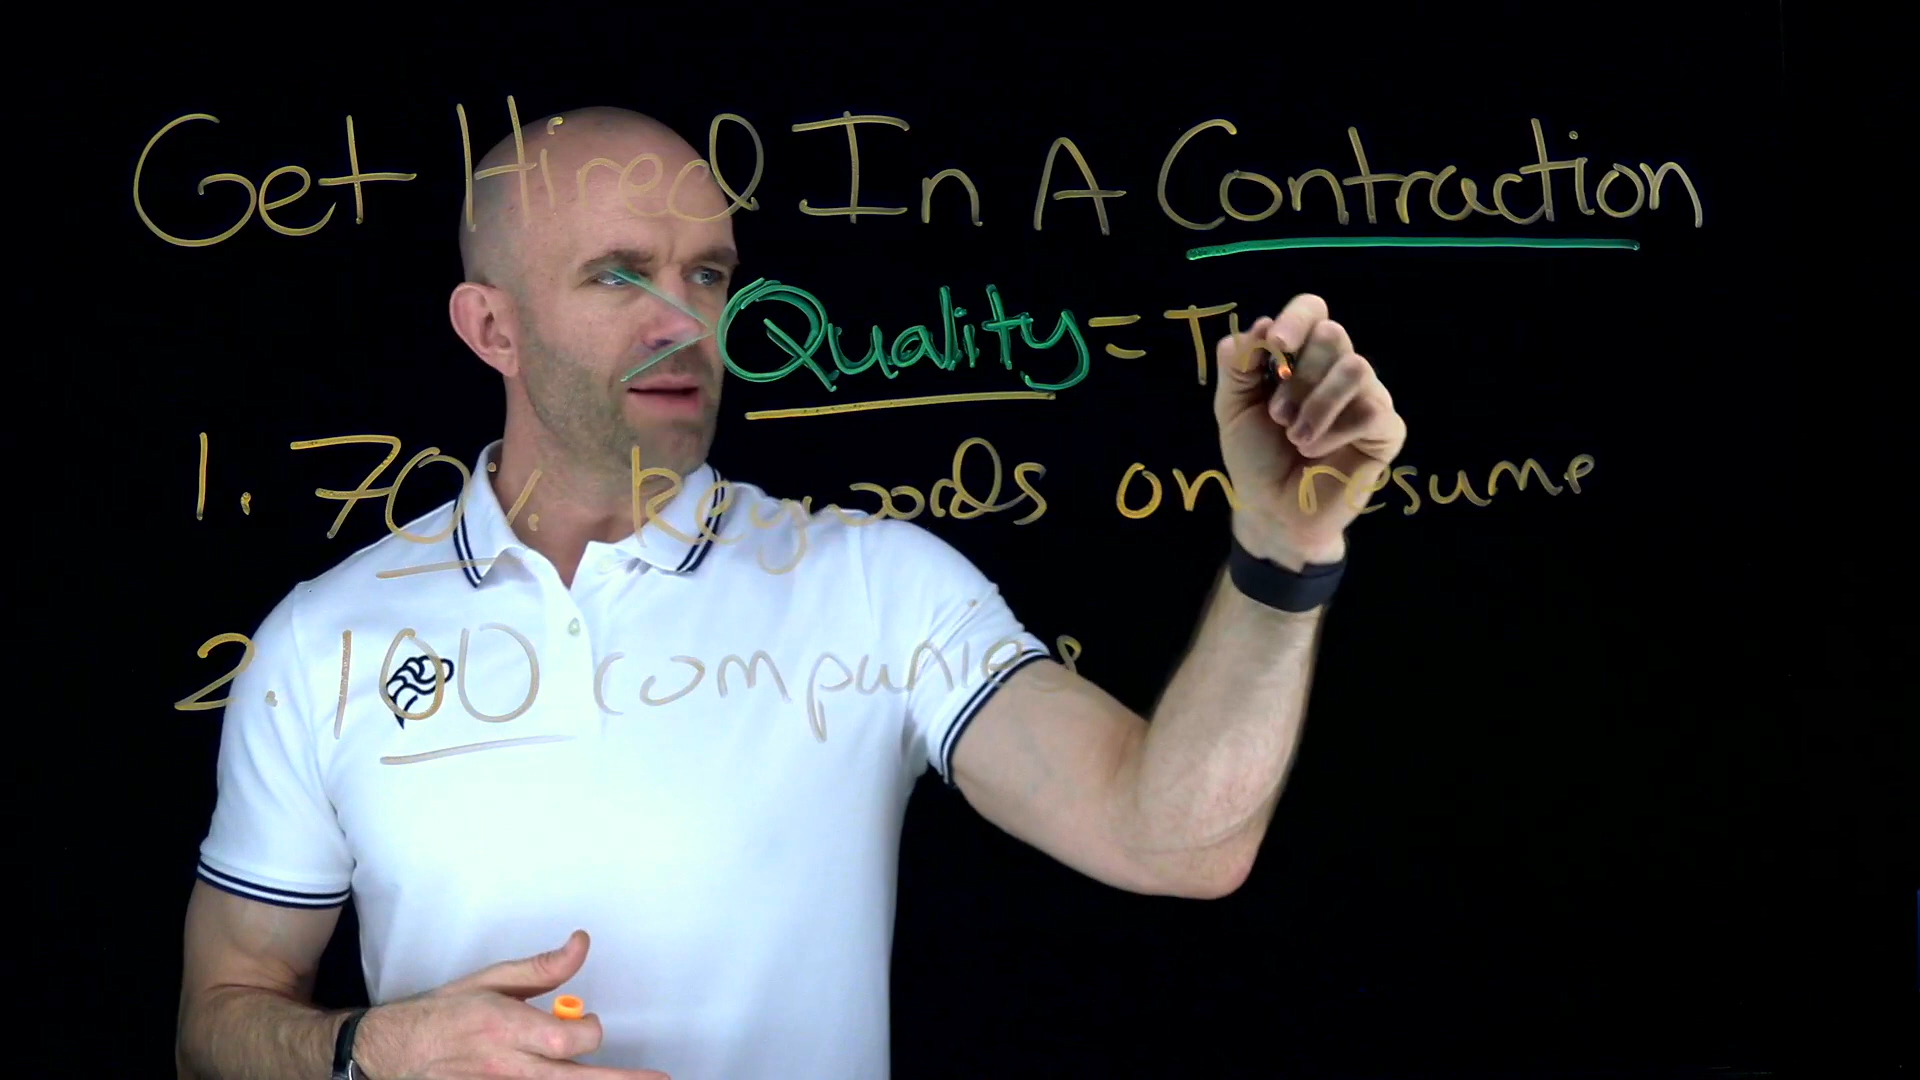 Get Hired In A Contraction
> Quality = Th
1. 70% keywords on resume
2. 100 companies